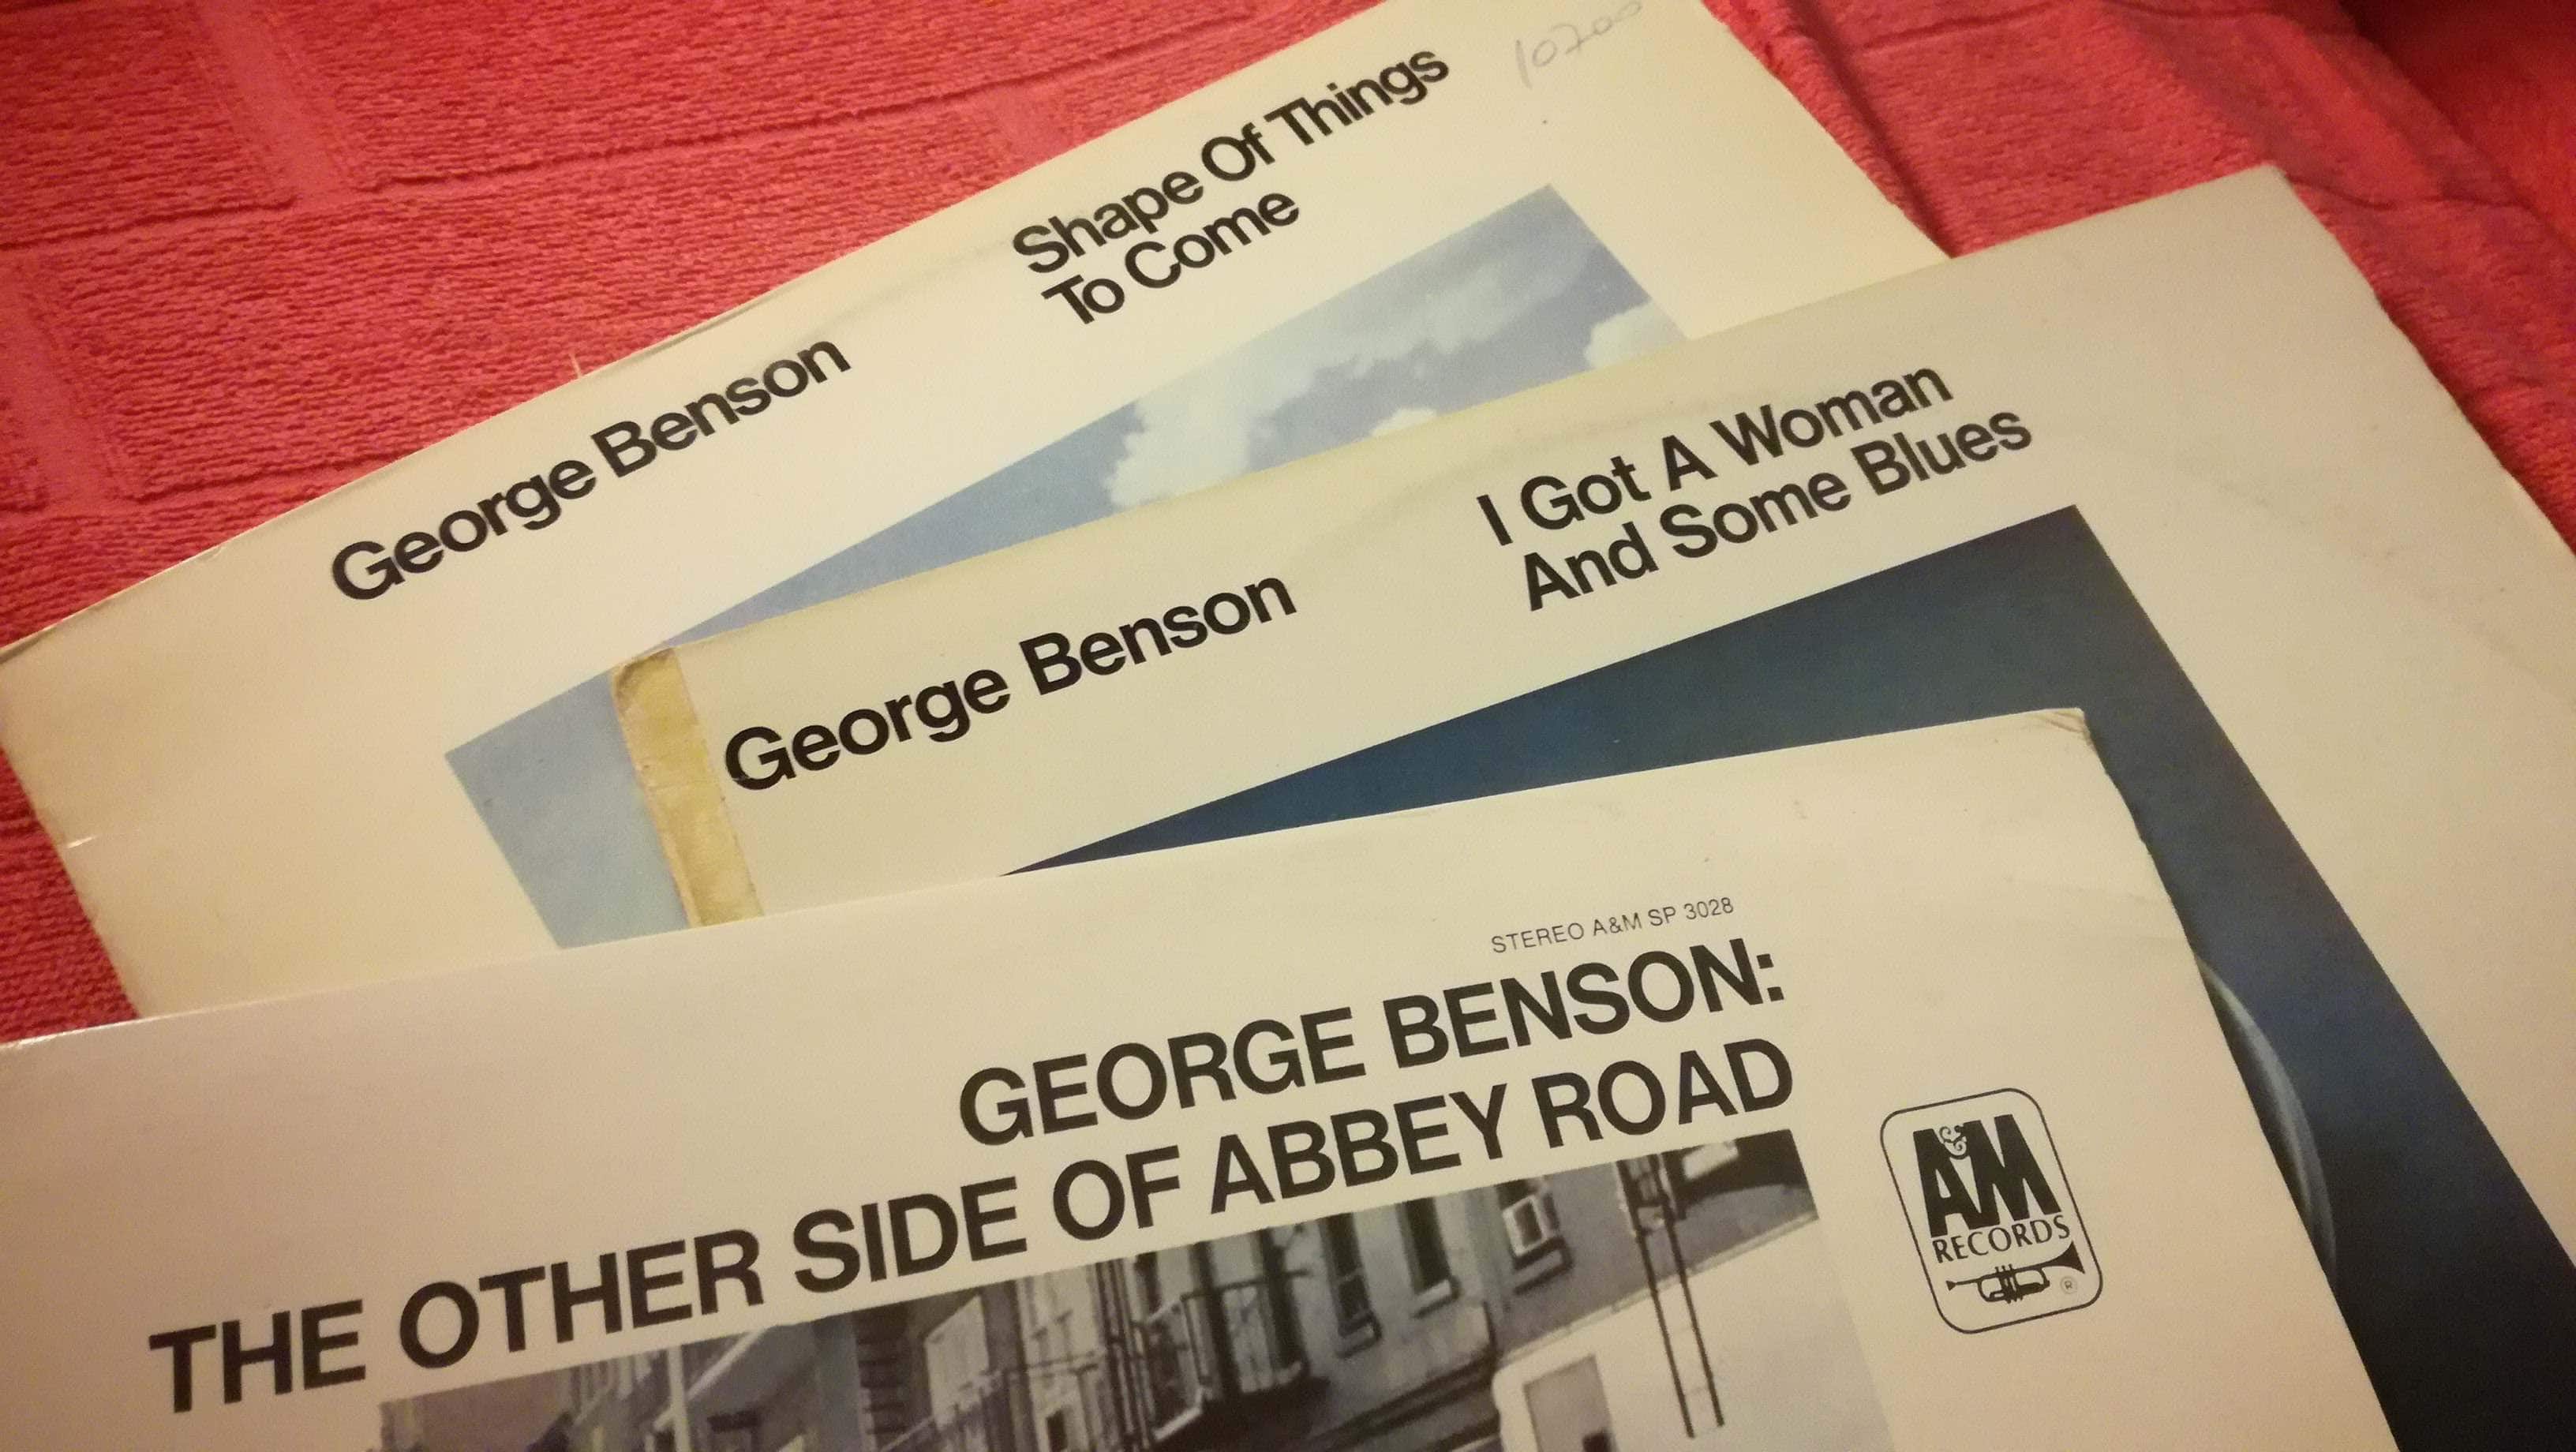 10700
Shape Of Things
To Come
George Benson
I Got A Woman
And Some Blues
George Benson
STEREO A&M SP 3028
GEORGE BENSON:
THE OTHER SIDE OF ABBEY ROAD
A&M
RECORDS
®